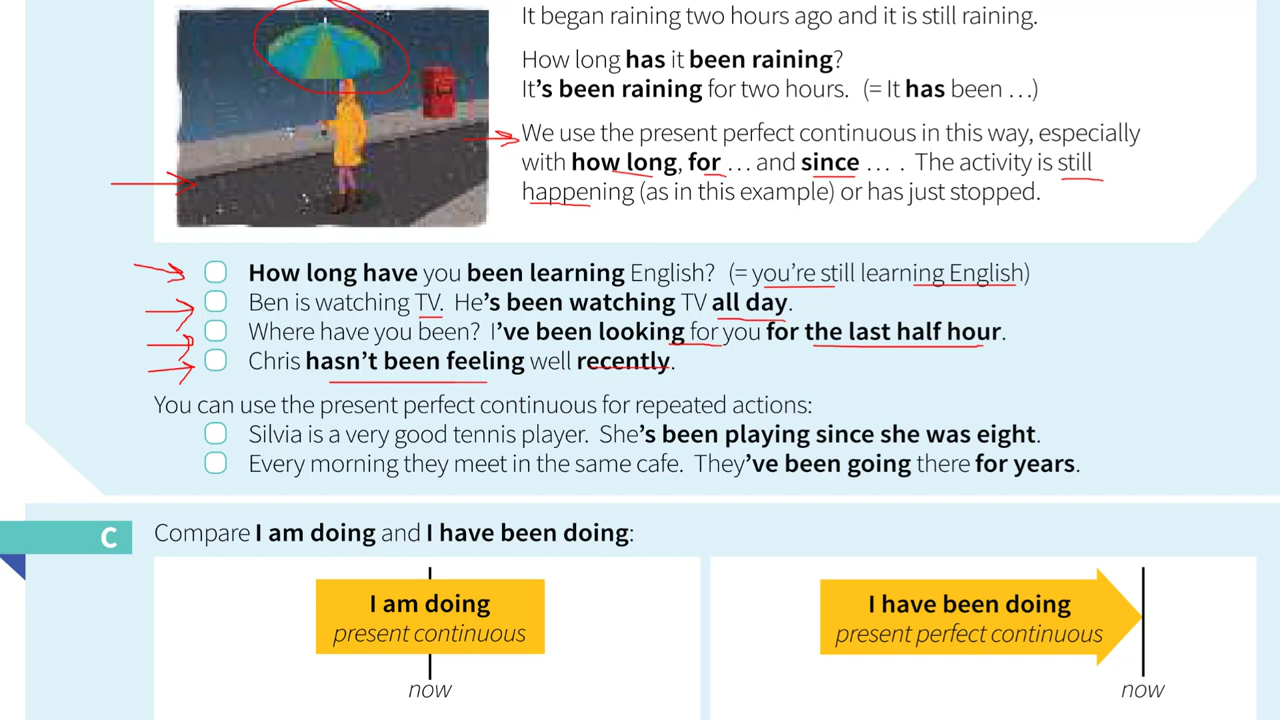 It began raining two hours ago and it is still raining.
How long has it been raining?
It's been raining for two hours. (= It has been …)
We use the present perfect continuous in this way, especially
with how long, for … and since … . The activity is still
happening (as in this example) or has just stopped.
How long have you been learning English? (= you're still learning English)
Ben is watching TV. He's been watching TV all day.
Where have you been? I've been looking for you for the last half hour.
Chris hasn't been feeling well recently.
You can use the present perfect continuous for repeated actions:
Silvia is a very good tennis player. She's been playing since she was eight.
Every morning they meet in the same cafe. They've been going there for years.
C
Compare I am doing and I have been doing:
I am doing
present continuous
now
I have been doing
present perfect continuous
now